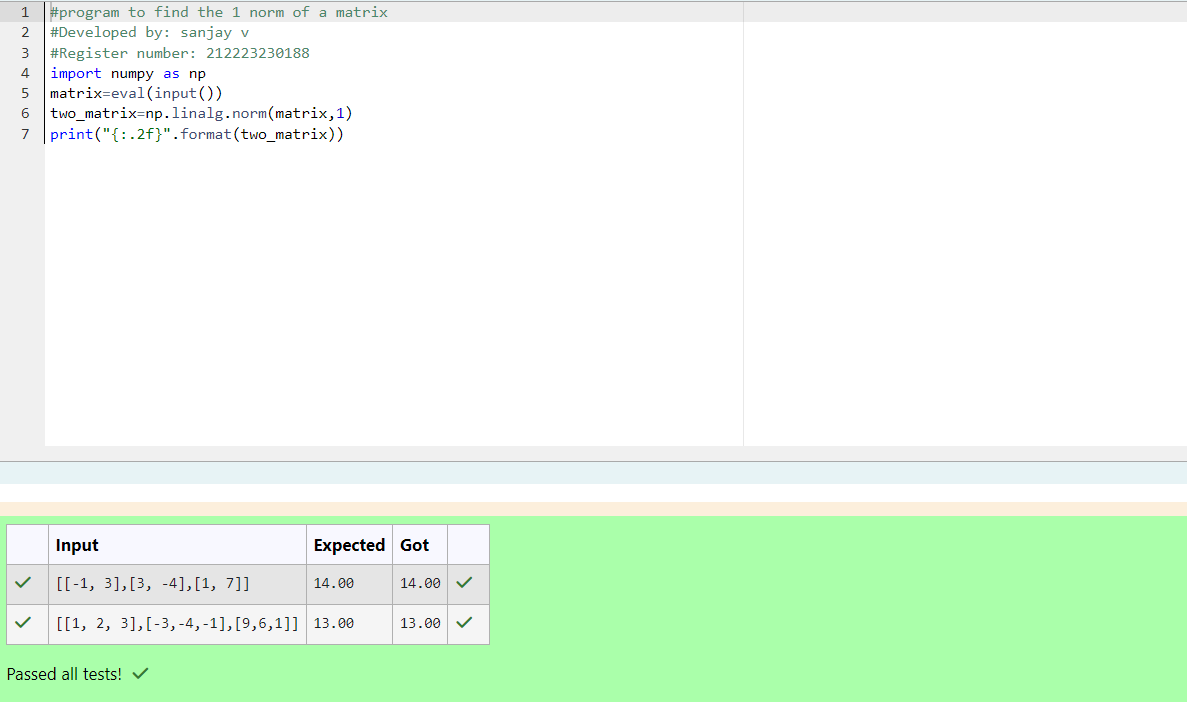 1 #program to find the 1 norm of a matrix
2 #Developed by: sanjay v
3 #Register number: 212223230188
4 import numpy as np
5 matrix=eval(input())
6 two_matrix=np.linalg.norm(matrix,1)
7 print("{:.2f}".format(two_matrix))
Input Expected Got
[[-1, 3],[3, -4],[1, 7]] 14.00 14.00
[[1, 2, 3],[-3,-4,-1],[9,6,1]] 13.00 13.00
Passed all tests!